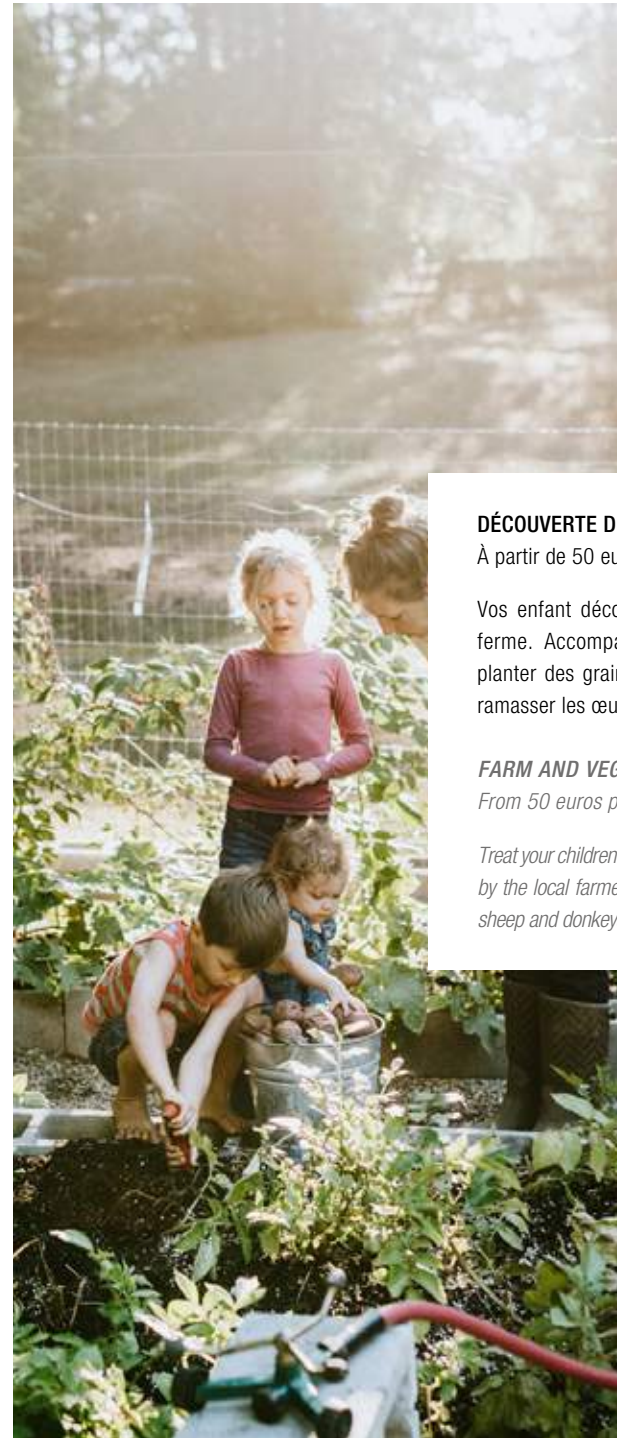 DÉCOUVERTE D
À partir de 50 eu
Vos enfant déco
ferme. Accompa
planter des grain
ramasser les œu
FARM AND VEG
From 50 euros p
Treat your children
by the local farme
sheep and donkey